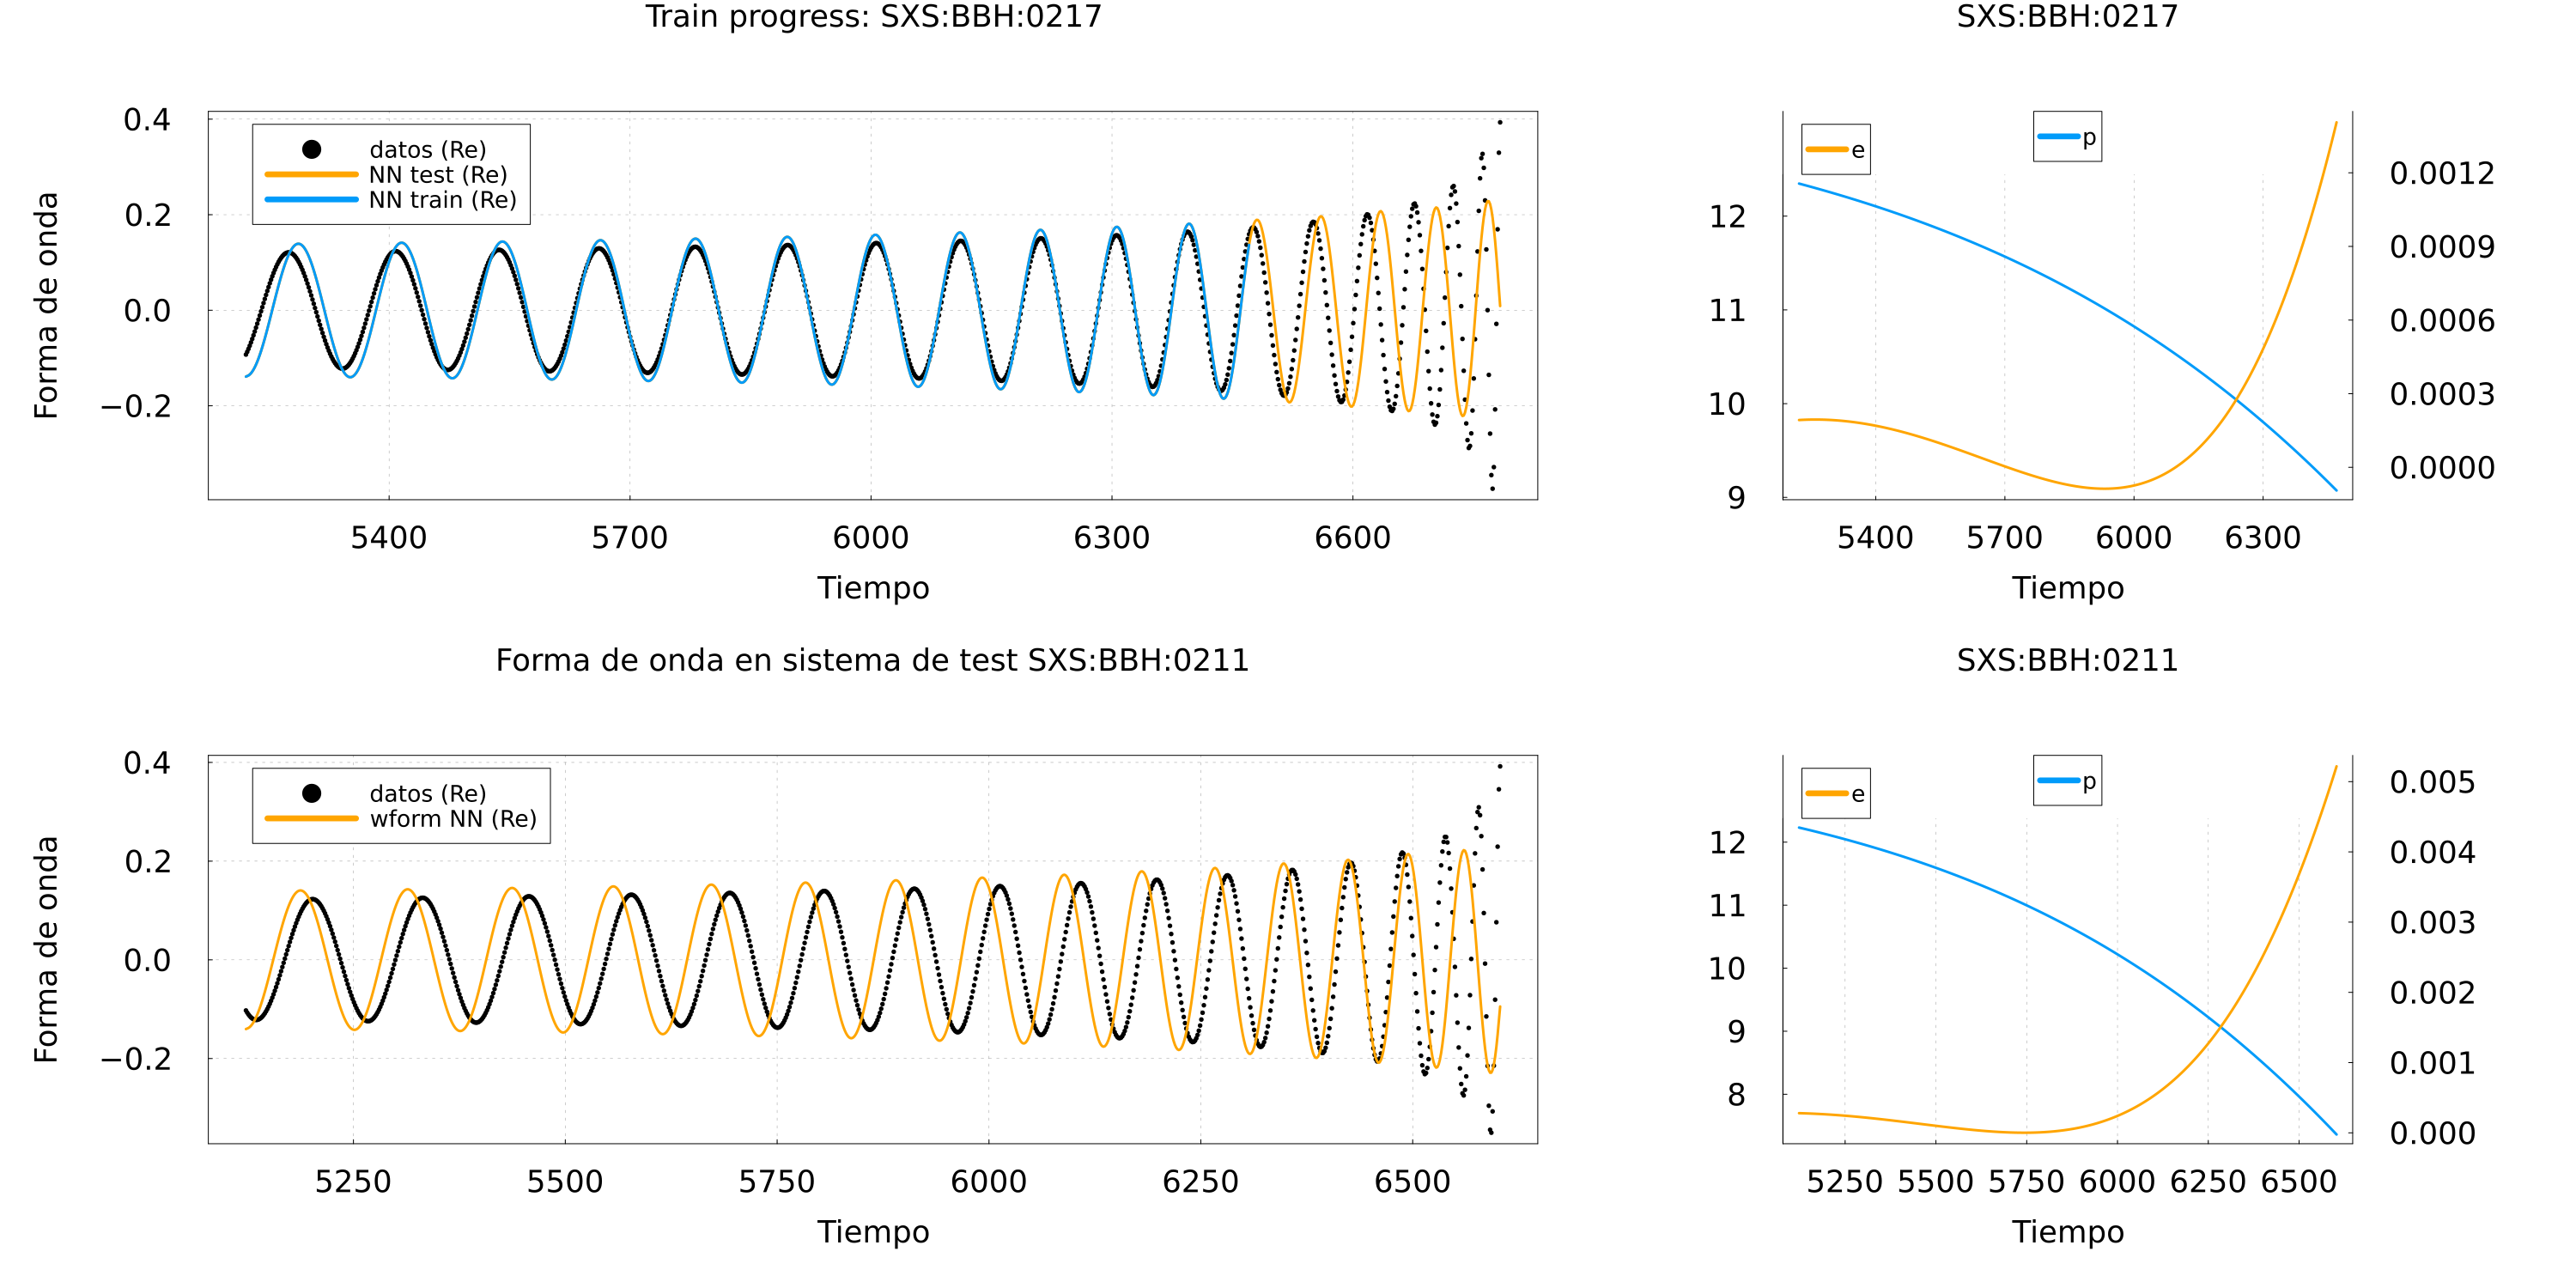 Train progress: SXS:BBH:0217
datos (Re)
NN test (Re)
NN train (Re)
0.4
0.2
0.0
−0.2
Forma de onda
5400 5700 6000 6300 6600
Tiempo
SXS:BBH:0217
e
p
12
11
10
9
0.0012
0.0009
0.0006
0.0003
0.0000
5400 5700 6000 6300
Tiempo
Forma de onda en sistema de test SXS:BBH:0211
datos (Re)
wform NN (Re)
0.4
0.2
0.0
−0.2
Forma de onda
5250 5500 5750 6000 6250 6500
Tiempo
SXS:BBH:0211
e
p
12
11
10
9
8
0.005
0.004
0.003
0.002
0.001
0.000
5250 5500 5750 6000 6250 6500
Tiempo